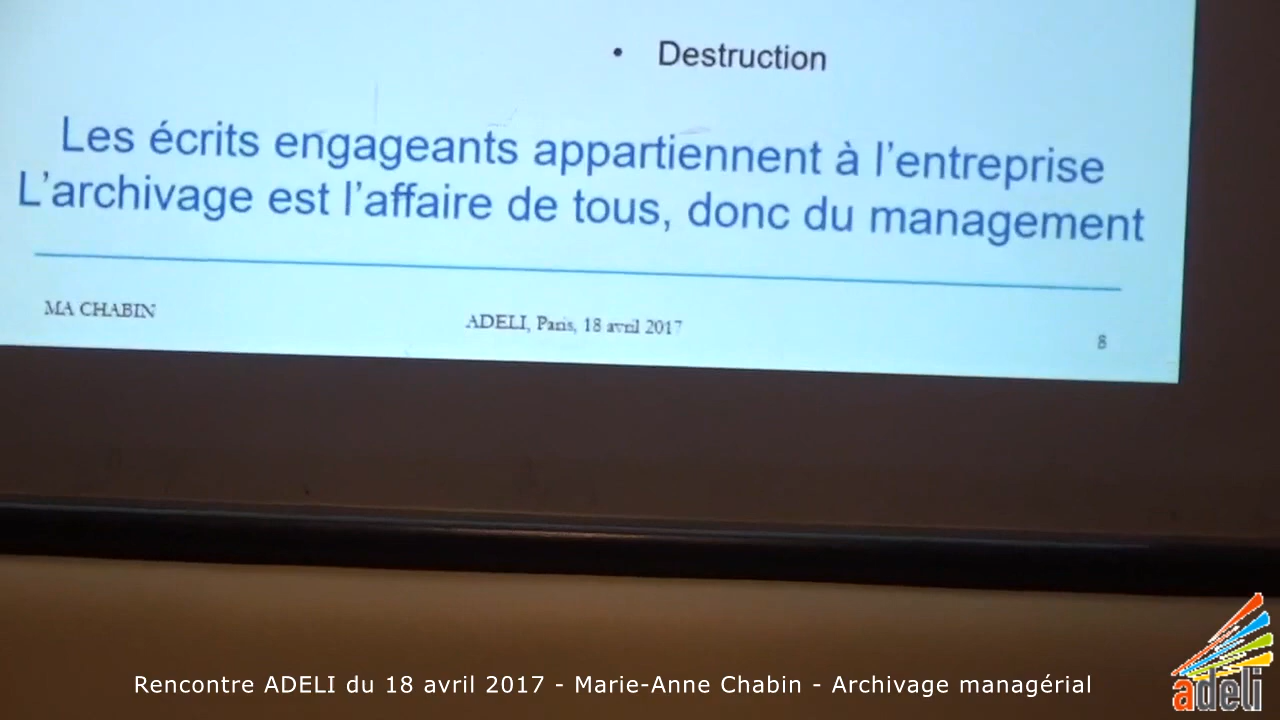 • Destruction
Les écrits engageants appartiennent à l'entreprise
L'archivage est l'affaire de tous, donc du management
MA CHABIN
ADELI, Paris, 18 avril 2017
8
Rencontre ADELI du 18 avril 2017 - Marie-Anne Chabin - Archivage managérial
adeli